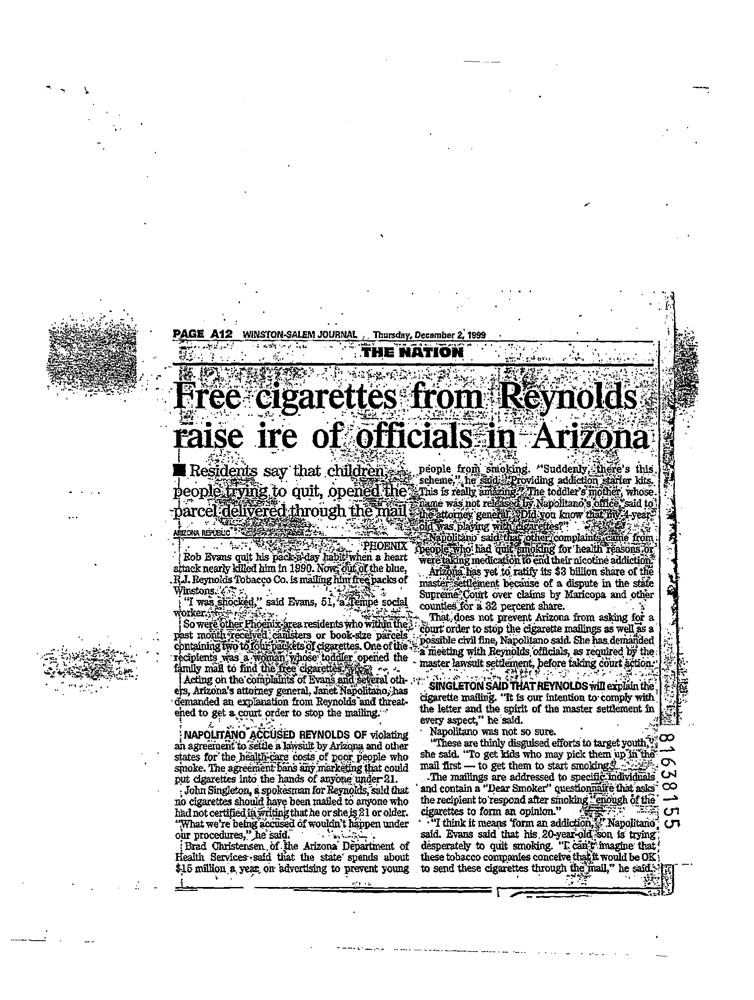 PAGE A12 WINSTON-SALEM JOURNAL Thursday, December 2, 1999
THE NATION
Free cigarettes from Reynolds
raise ire of officials in Arizona
■ Residents say that children,
people trying to quit, opened the
parcel delivered through the mail
ARIZONA REPUBLIC
PHOENIX
Rob Evans quit his pack-a-day habit when a heart
attack nearly killed him in 1990. Now, out of the blue,
R.J. Reynolds Tobacco Co. is mailing him free packs of
Winstons.
"I was shocked," said Evans, 51, a Tempe social
worker.
So were other Phoenix-area residents who within the
past month received canisters or book-size parcels
containing two to four packets of cigarettes. One of the
recipients was a woman whose toddler opened the
family mail to find the free cigarettes.
Acting on the complaints of Evans and several oth-
ers, Arizona's attorney general, Janet Napolitano, has
demanded an explanation from Reynolds and threat-
ened to get a court order to stop the mailing.
NAPOLITANO ACCUSED REYNOLDS OF violating
an agreement to settle a lawsuit by Arizona and other
states for the health-care costs of poor people who
smoke. The agreement bans any marketing that could
put cigarettes into the hands of anyone under 21.
John Singleton, a spokesman for Reynolds, said that
no cigarettes should have been mailed to anyone who
had not certified in writing that he or she is 21 or older.
"What we're being accused of wouldn't happen under
our procedures," he said.
Brad Christensen of the Arizona Department of
Health Services said that the state spends about
$15 million a year on advertising to prevent young
people from smoking. "Suddenly, there's this
scheme," he said. "Providing addiction starter kits.
This is really amazing." The toddler's mother, whose
name was not released by Napolitano's office, said to
the attorney general: "Did you know that my 4-year-
old was playing with cigarettes?"
Napolitano said that other complaints came from
people who had quit smoking for health reasons or
were taking medication to end their nicotine addiction.
Arizona has yet to ratify its $3 billion share of the
master settlement because of a dispute in the state
Supreme Court over claims by Maricopa and other
counties for a 32 percent share.
That does not prevent Arizona from asking for a
court order to stop the cigarette mailings as well as a
possible civil fine, Napolitano said. She has demanded
a meeting with Reynolds officials, as required by the
master lawsuit settlement, before taking court action.
SINGLETON SAID THAT REYNOLDS will explain the
cigarette mailing. "It is our intention to comply with
the letter and the spirit of the master settlement in
every aspect," he said.
Napolitano was not so sure.
"These are thinly disguised efforts to target youth,"
she said. "To get kids who may pick them up in the
mail first — to get them to start smoking."
The mailings are addressed to specific individuals
and contain a "Dear Smoker" questionnaire that asks
the recipient to respond after smoking "enough of the
cigarettes to form an opinion."
"I think it means 'form an addiction,'" Napolitano
said. Evans said that his 20-year-old son is trying
desperately to quit smoking. "I can't imagine that
these tobacco companies conceive that it would be OK
to send these cigarettes through the mail," he said.
81638155